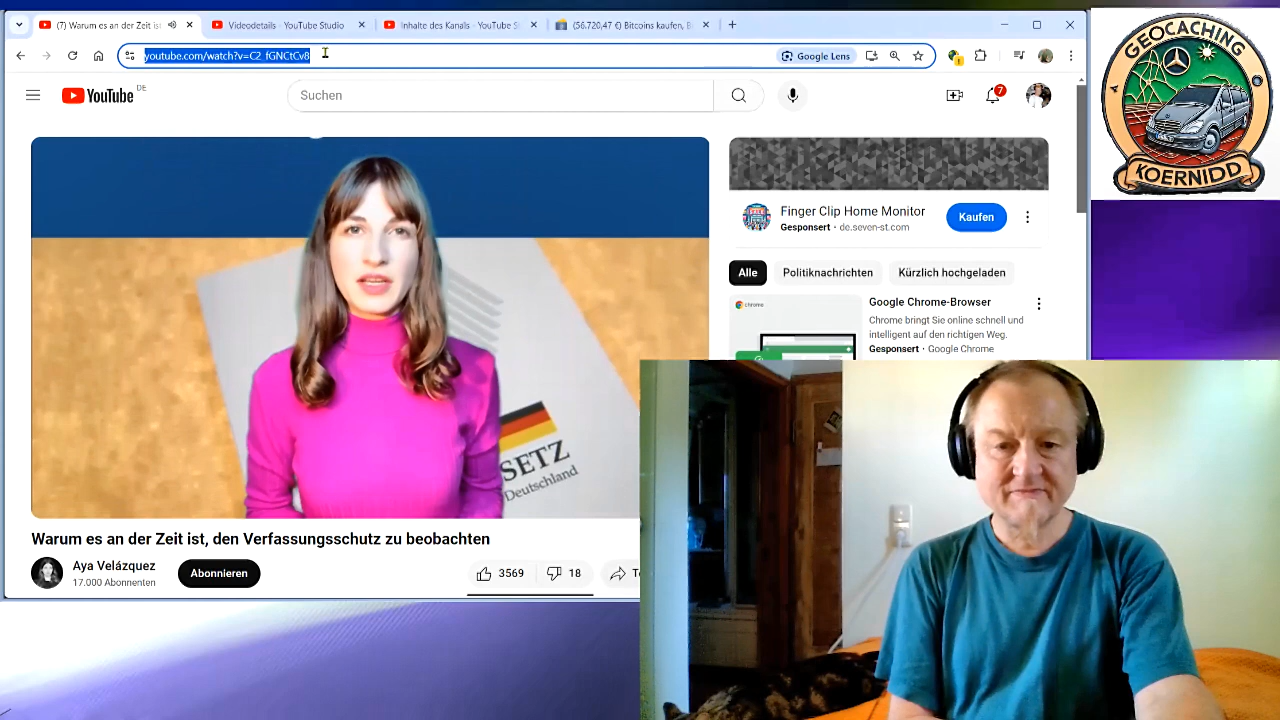 (7) Warum es an der Zeit ist
Videodetails - YouTube Studio
Inhalte des Kanals - YouTube St
(56.720,47 €) Bitcoins kaufen, B
youtube.com/watch?v=C2_fGNCtCv8
Google Lens
YouTube DE
Suchen
7
Finger Clip Home Monitor
Gesponsert · de.seven-st.com
Kaufen
Alle
Politiknachrichten
Kürzlich hochgeladen
chrome
Google Chrome-Browser
Chrome bringt Sie online schnell und
intelligent auf den richtigen Weg.
Gesponsert · Google Chrome
SETZ
Deutschland
Warum es an der Zeit ist, den Verfassungsschutz zu beobachten
Aya Velázquez
17.000 Abonnenten
Abonnieren
3569
18
GEOCACHING
KOERNIDD